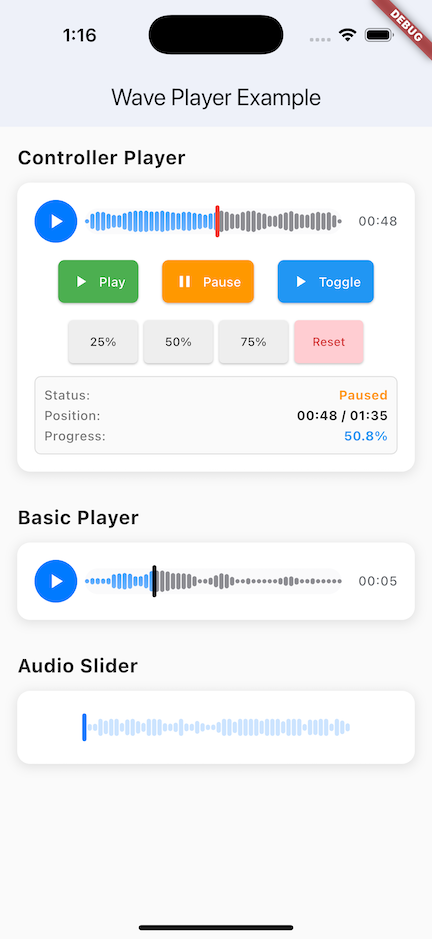 1:16
DEBUG
Wave Player Example
Controller Player
00:48
Play
Pause
Toggle
25%
50%
75%
Reset
Status: Paused
Position: 00:48 / 01:35
Progress: 50.8%
Basic Player
00:05
Audio Slider